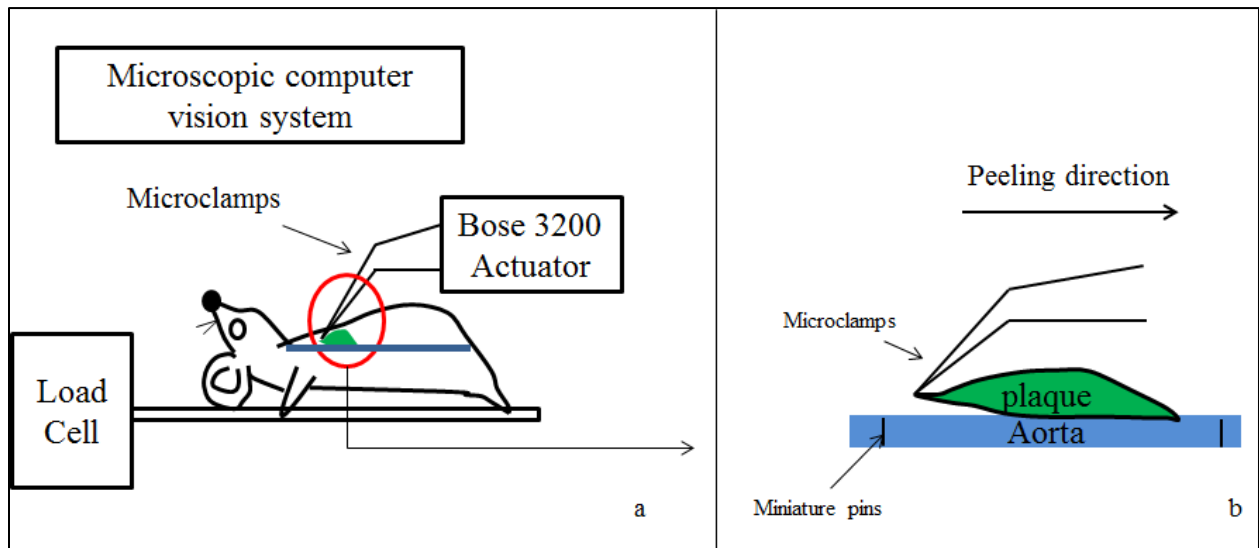 Microscopic computer
vision system
Microclamps
Bose 3200
Actuator
Load
Cell
a
Peeling direction
Microclamps
plaque
Aorta
Miniature pins
b